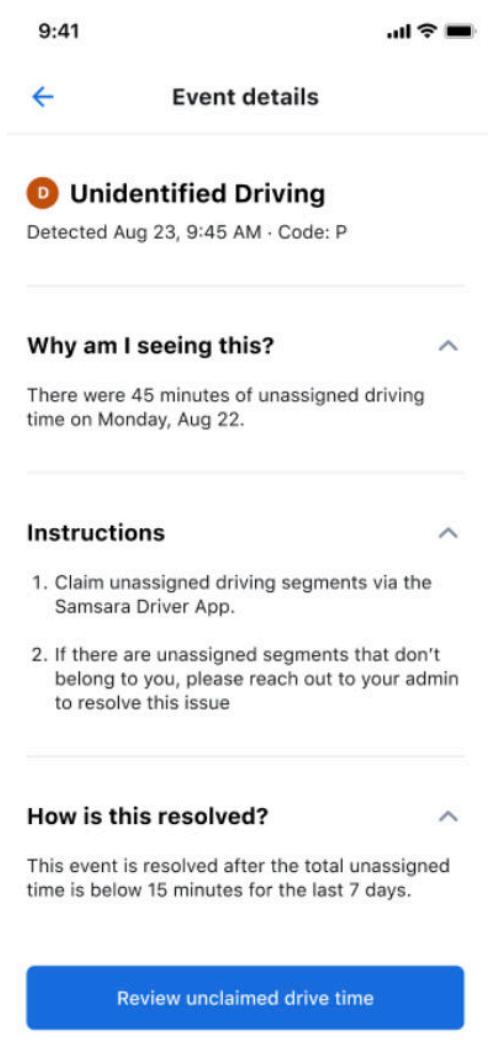 9:41
Event details
D Unidentified Driving
Detected Aug 23, 9:45 AM · Code: P
Why am I seeing this?
There were 45 minutes of unassigned driving
time on Monday, Aug 22.
Instructions
1. Claim unassigned driving segments via the
Samsara Driver App.
2. If there are unassigned segments that don't
belong to you, please reach out to your admin
to resolve this issue
How is this resolved?
This event is resolved after the total unassigned
time is below 15 minutes for the last 7 days.
Review unclaimed drive time